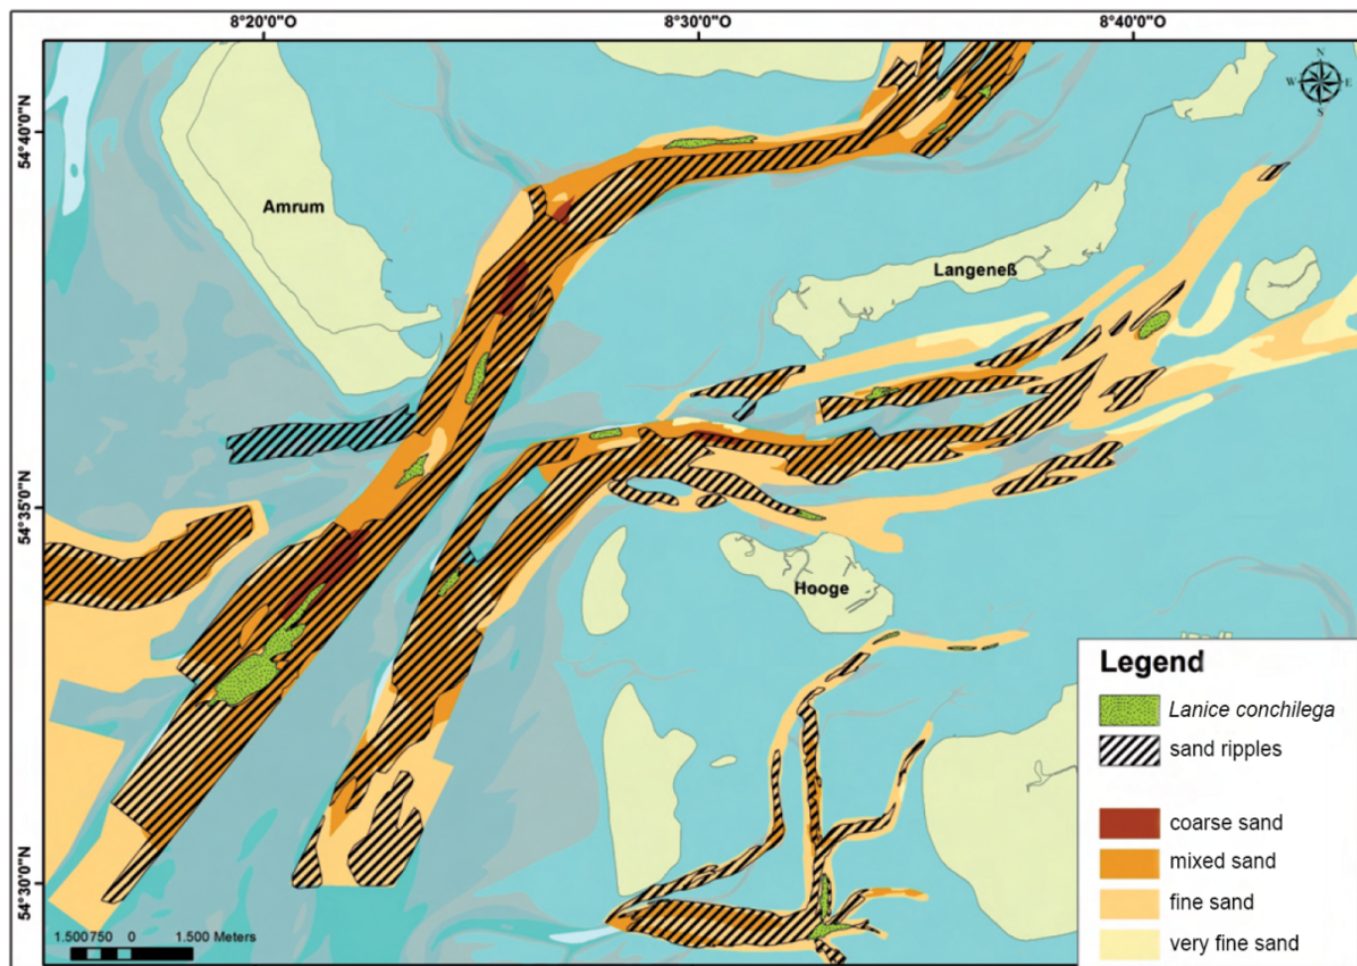 8°20'0"O
8°30'0"O
8°40'0"O
54°40'0"N
54°35'0"N
54°30'0"N
N
W E
S
Amrum
Langeneß
Hooge
Legend
Lanice conchilega
sand ripples
coarse sand
mixed sand
fine sand
very fine sand
1.500750 0 1.500 Meters